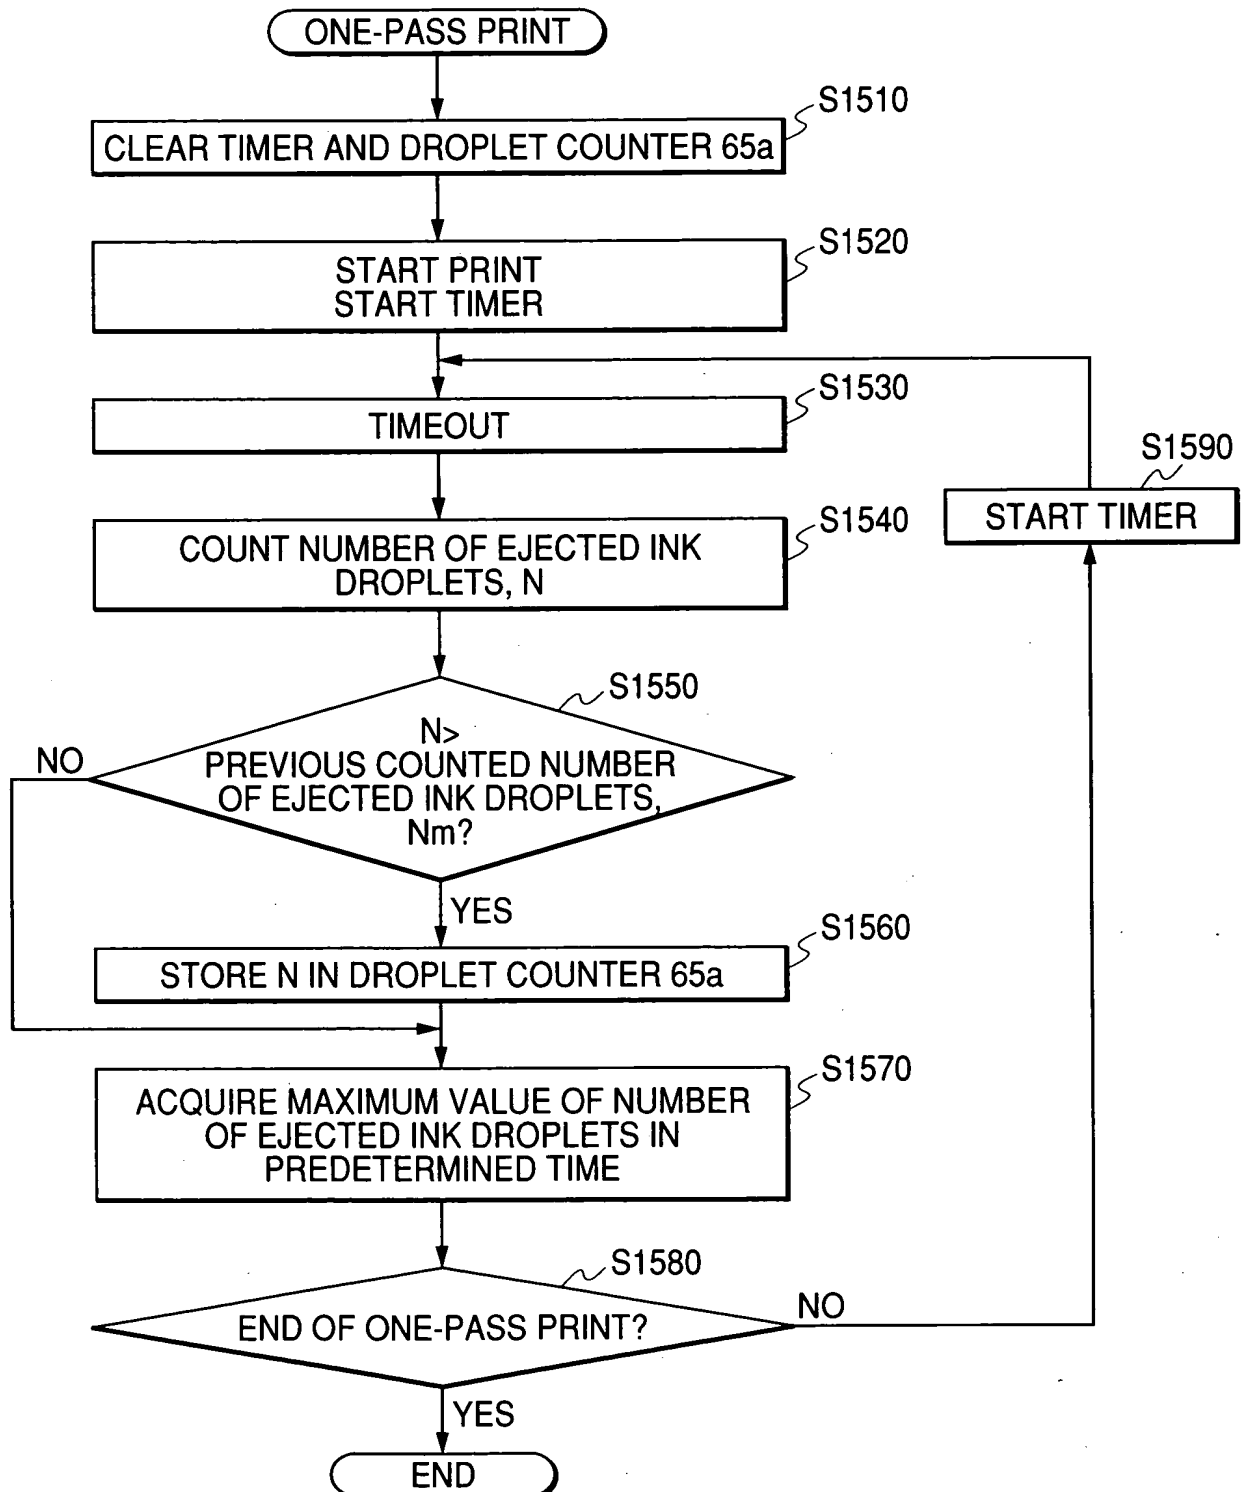 ONE-PASS PRINT
S1510
CLEAR TIMER AND DROPLET COUNTER 65a
S1520
START PRINT
START TIMER
S1530
TIMEOUT
S1590
START TIMER
S1540
COUNT NUMBER OF EJECTED INK
DROPLETS, N
S1550
N>
PREVIOUS COUNTED NUMBER
OF EJECTED INK DROPLETS,
Nm?
NO
YES
S1560
STORE N IN DROPLET COUNTER 65a
S1570
ACQUIRE MAXIMUM VALUE OF NUMBER
OF EJECTED INK DROPLETS IN
PREDETERMINED TIME
S1580
END OF ONE-PASS PRINT?
NO
YES
END